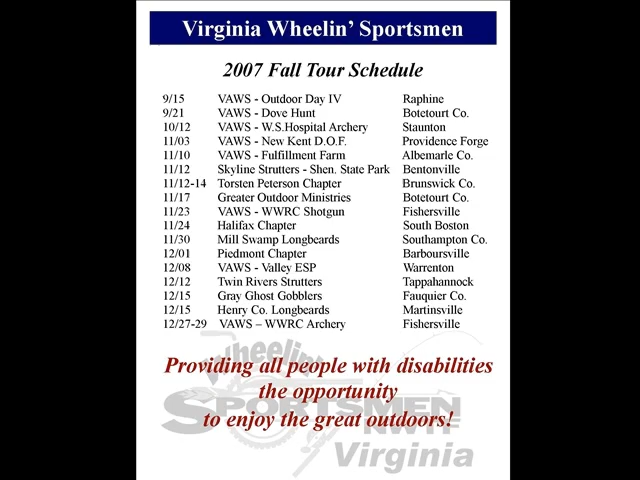 Virginia Wheelin' Sportsmen
2007 Fall Tour Schedule
9/15 VAWS - Outdoor Day IV Raphine
9/21 VAWS - Dove Hunt Botetourt Co.
10/12 VAWS - W.S.Hospital Archery Staunton
11/03 VAWS - New Kent D.O.F. Providence Forge
11/10 VAWS - Fulfillment Farm Albemarle Co.
11/12 Skyline Strutters - Shen. State Park Bentonville
11/12-14 Torsten Peterson Chapter Brunswick Co.
11/17 Greater Outdoor Ministries Botetourt Co.
11/23 VAWS - WWRC Shotgun Fishersville
11/24 Halifax Chapter South Boston
11/30 Mill Swamp Longbeards Southampton Co.
12/01 Piedmont Chapter Barboursville
12/08 VAWS - Valley ESP Warrenton
12/12 Twin Rivers Strutters Tappahannock
12/15 Gray Ghost Gobblers Fauquier Co.
12/15 Henry Co. Longbeards Martinsville
12/27-29 VAWS – WWRC Archery Fishersville
Wheelin'
Providing all people with disabilities
the opportunity
SPORTSMEN
to enjoy the great outdoors!
NWTF
Virginia